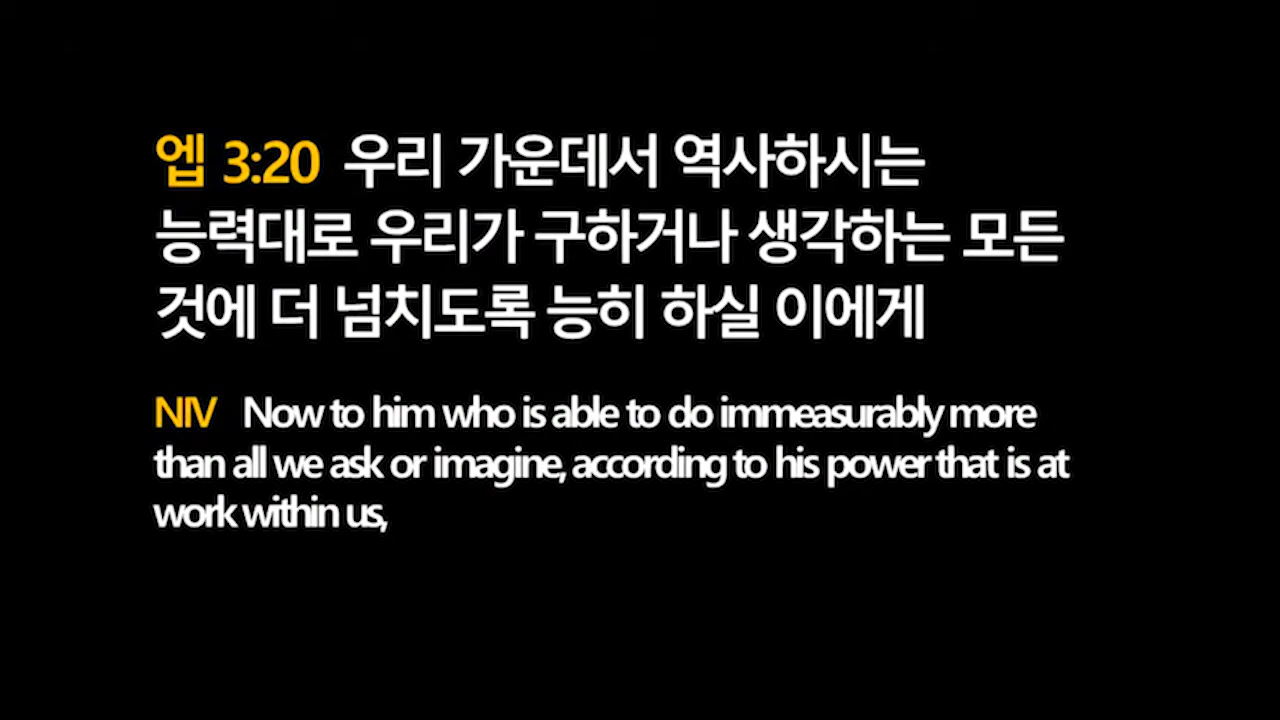 엡 3:20 우리 가운데서 역사하시는
능력대로 우리가 구하거나 생각하는 모든
것에 더 넘치도록 능히 하실 이에게
NIV Now to him who is able to do immeasurably more
than all we ask or imagine, according to his power that is at
work within us,